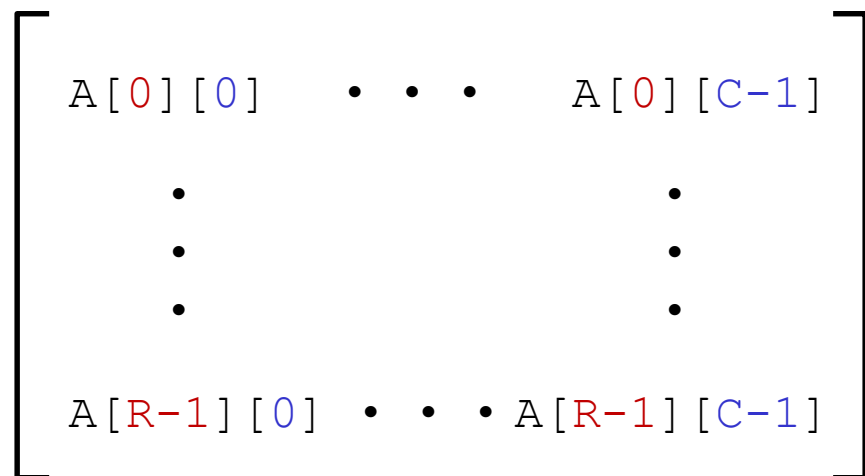 A[0][0] • • • A[0][C-1]
• •
• •
• •
A[R-1][0] • • • A[R-1][C-1]